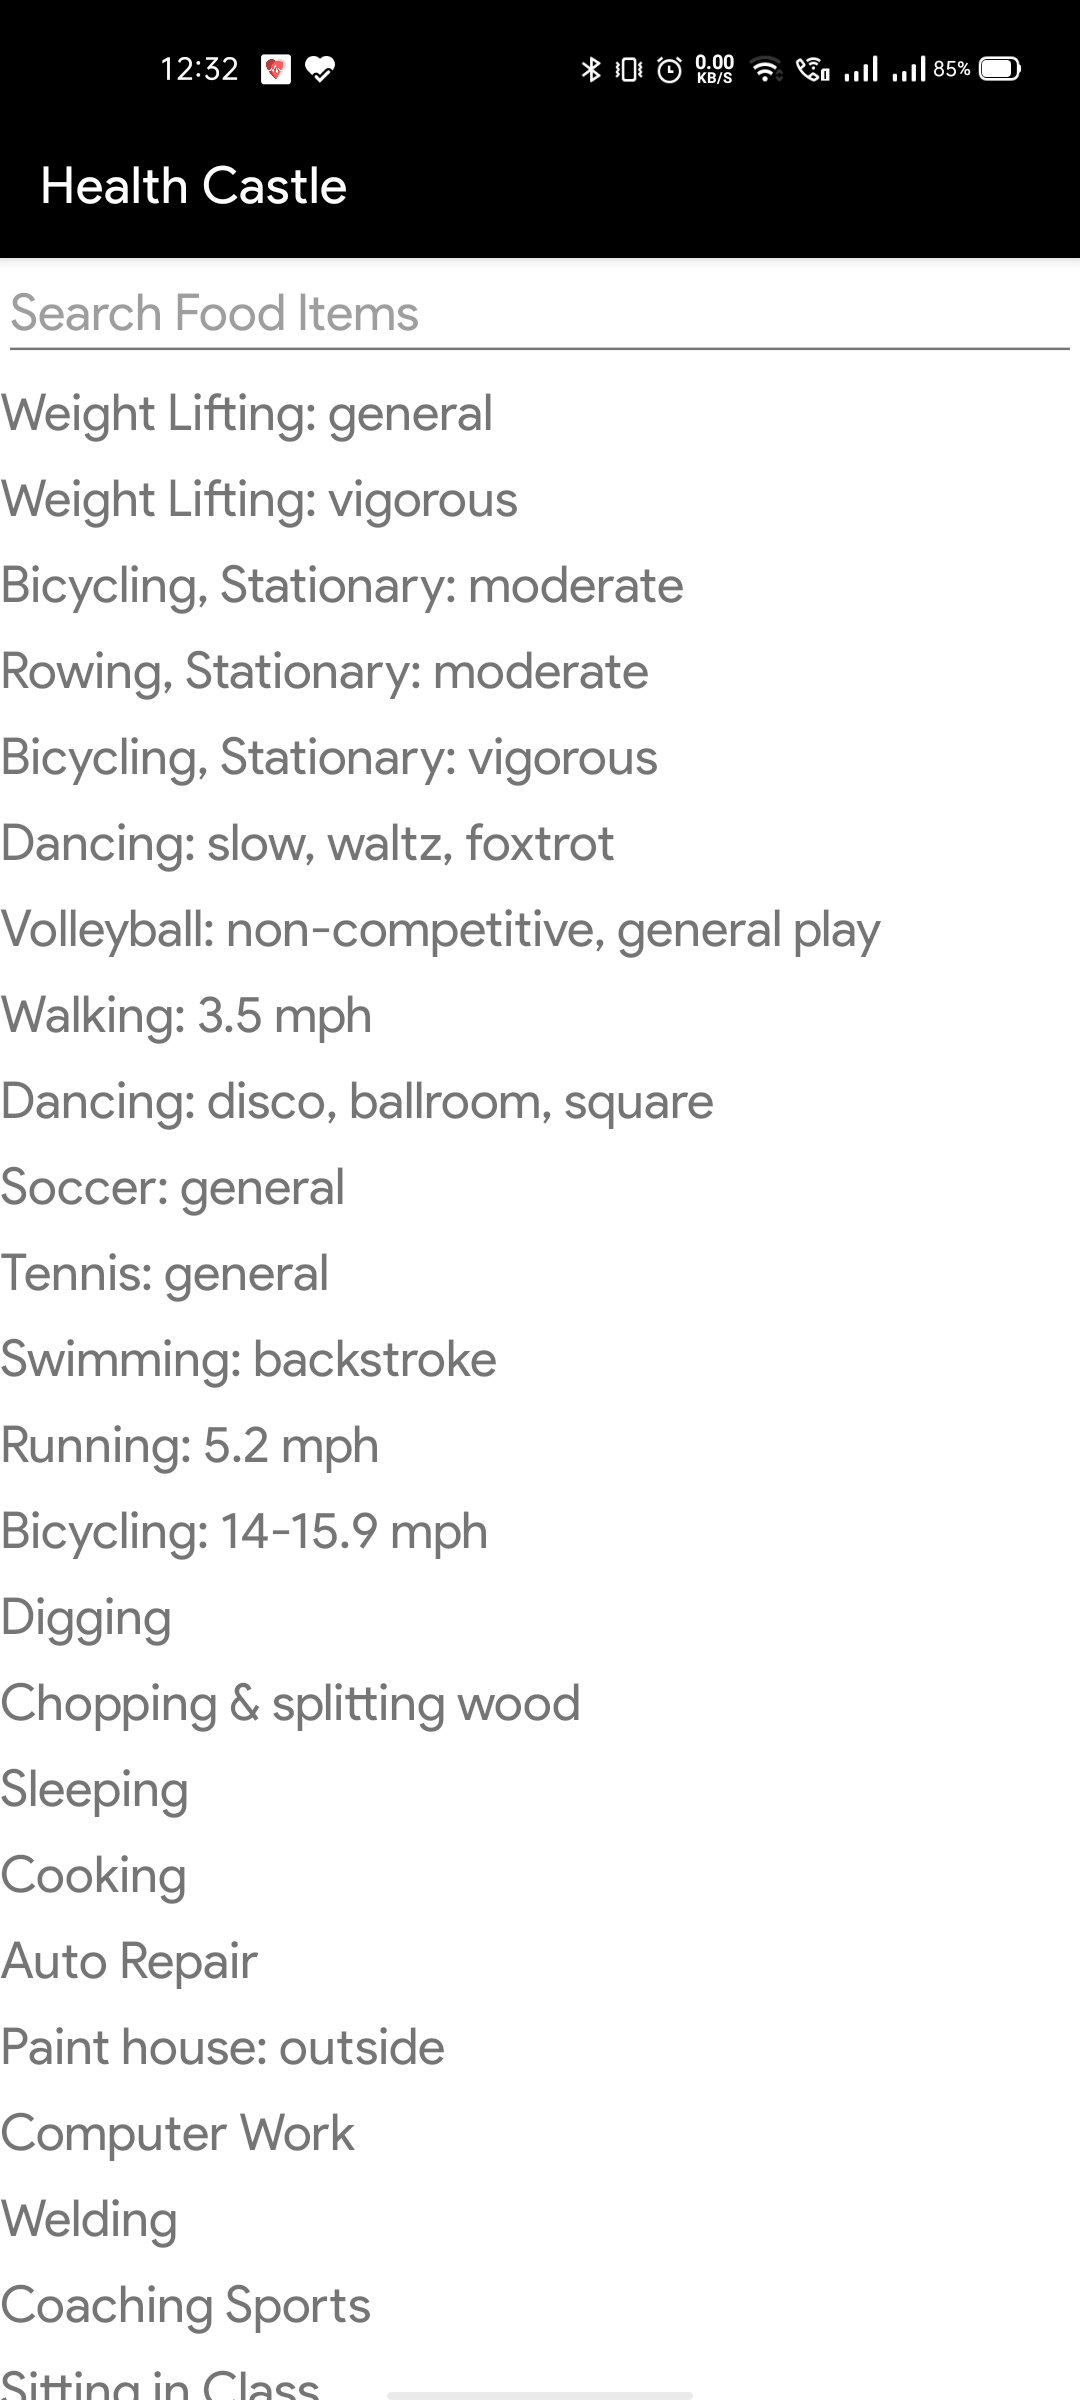 12:32
0.00
KB/S
85%
Health Castle
Search Food Items
Weight Lifting: general
Weight Lifting: vigorous
Bicycling, Stationary: moderate
Rowing, Stationary: moderate
Bicycling, Stationary: vigorous
Dancing: slow, waltz, foxtrot
Volleyball: non-competitive, general play
Walking: 3.5 mph
Dancing: disco, ballroom, square
Soccer: general
Tennis: general
Swimming: backstroke
Running: 5.2 mph
Bicycling: 14-15.9 mph
Digging
Chopping & splitting wood
Sleeping
Cooking
Auto Repair
Paint house: outside
Computer Work
Welding
Coaching Sports
Sitting in Class